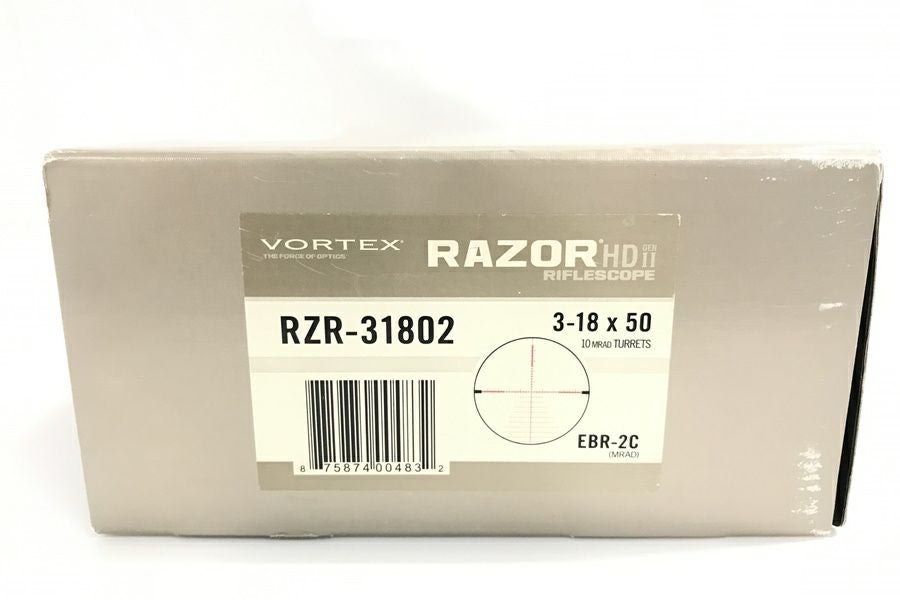 VORTEX®
THE FORCE OF OPTICS®
RAZOR® HD GEN II
RIFLESCOPE
RZR-31802
3-18 x 50
10 MRAD TURRETS
EBR-2C
(MRAD)
8 75874 00483 2